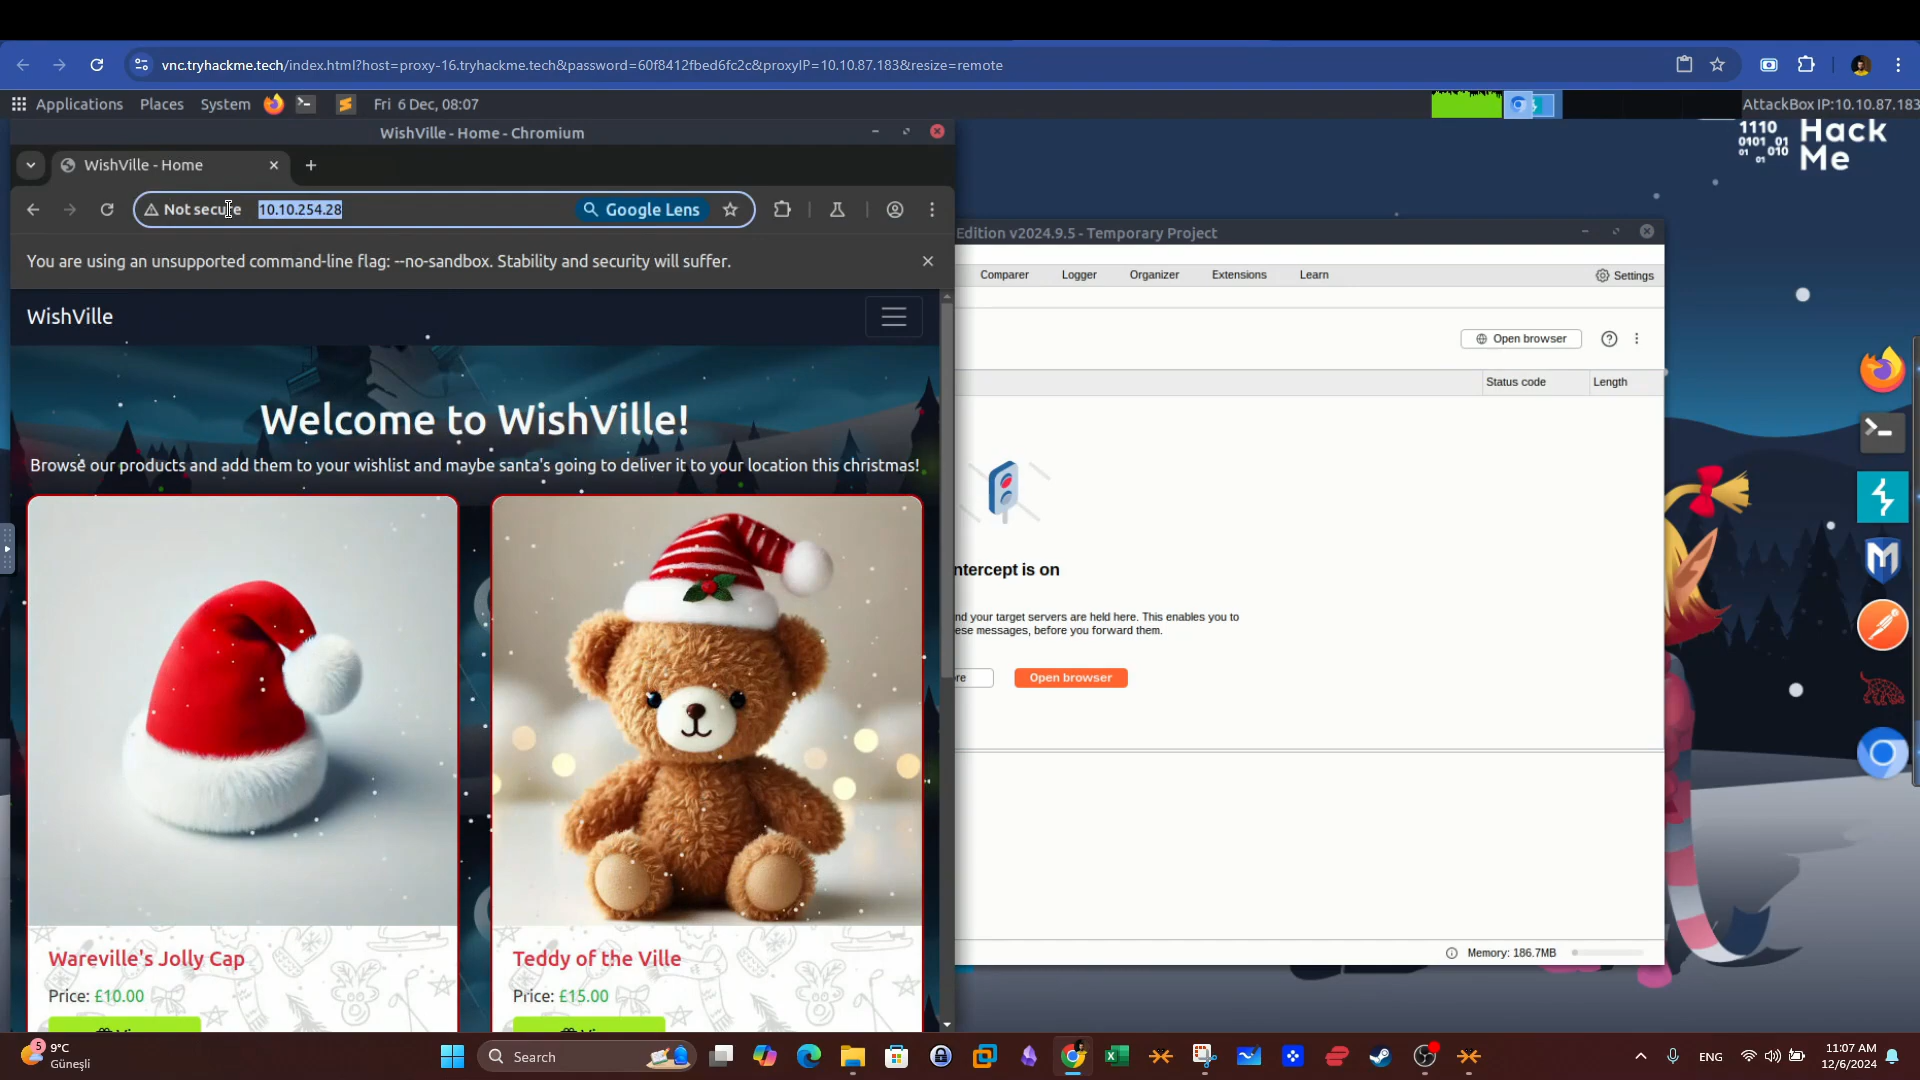 vnc.tryhackme.tech/index.html?host=proxy-16.tryhackme.tech&password=60f8412fbed6fc2c&proxyIP=10.10.87.183&resize=remote
Applications Places System Fri 6 Dec, 08:07 AttackBox IP:10.10.87.183
1110
0101 01
01 010
01
Hack
Me
WishVille - Home - Chromium
WishVille - Home
Not secure 10.10.254.28 Google Lens
You are using an unsupported command-line flag: --no-sandbox. Stability and security will suffer.
WishVille
Welcome to WishVille!
Browse our products and add them to your wishlist and maybe santa's going to deliver it to your location this christmas!
Wareville's Jolly Cap
Price: £10.00
Teddy of the Ville
Price: £15.00
Edition v2024.9.5 - Temporary Project
Comparer Logger Organizer Extensions Learn Settings
Open browser
Status code Length
ntercept is on
nd your target servers are held here. This enables you to
ese messages, before you forward them.
ore Open browser
Memory: 186.7MB
5
9°C
Güneşli
Search
ENG
11:07 AM
12/6/2024